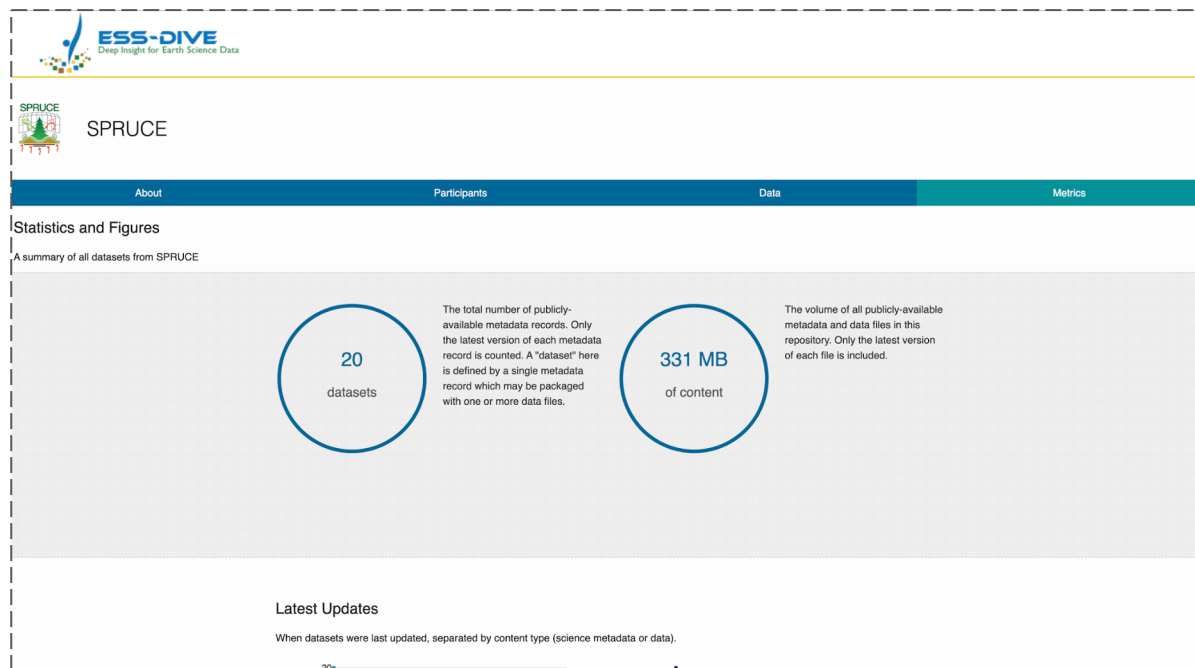 ESS-DIVE
Deep Insight for Earth Science Data
SPRUCE
SPRUCE
About Participants Data Metrics
Statistics and Figures
A summary of all datasets from SPRUCE
20
datasets
The total number of publicly-
available metadata records. Only
the latest version of each metadata
record is counted. A "dataset" here
is defined by a single metadata
record which may be packaged
with one or more data files.
331 MB
of content
The volume of all publicly-available
metadata and data files in this
repository. Only the latest version
of each file is included.
Latest Updates
When datasets were last updated, separated by content type (science metadata or data).
20